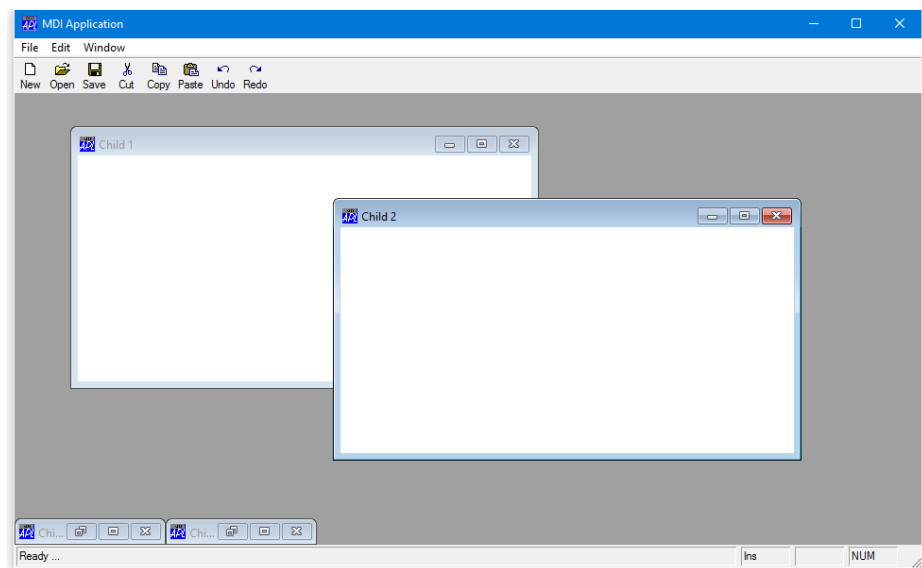 MDI Application
File Edit Window
New Open Save Cut Copy Paste Undo Redo
Child 1
Child 2
Chi... Chi...
Ready ... Ins NUM